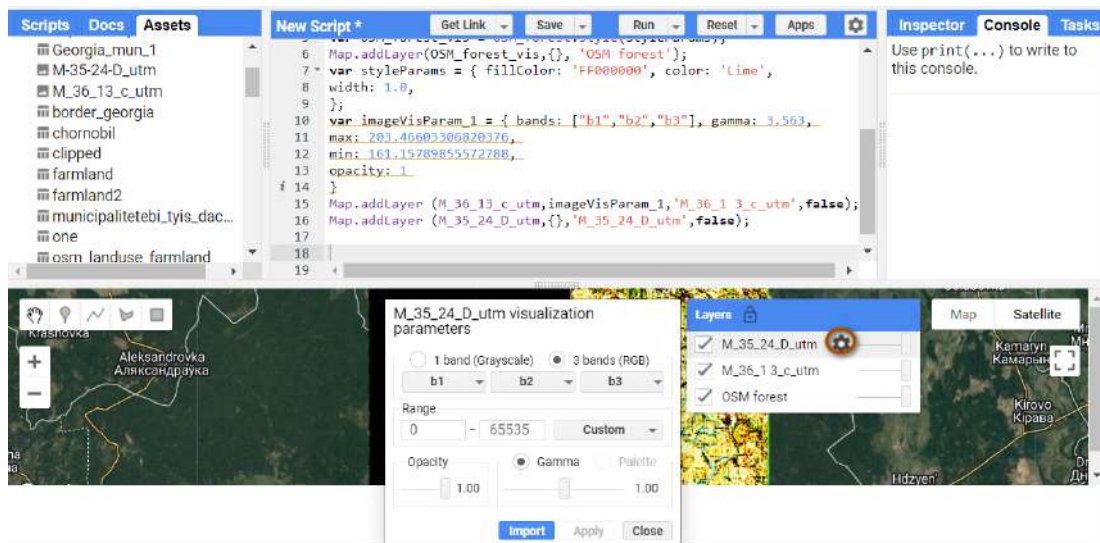 Scripts Docs Assets
New Script *
Get Link Save Run Reset Apps
Inspector Console Tasks
Georgia_mun_1
M-35-24-D_utm
M_36_13_c_utm
border_georgia
chornobil
clipped
farmland
farmland2
municipalitetebi_tyis_dac...
one
osm_landuse_farmland
6 Map.addLayer(OSM_forest_vis,{}, 'OSM forest');
7 var styleParams = { fillColor: 'FF000000', color: 'Lime',
8 width: 1.0,
9 };
10 var imageVisParam_1 = { bands: ["b1","b2","b3"], gamma: 3.563,
11 max: 203.46603306820376,
12 min: 161.15789855572788,
13 opacity: 1
i 14 }
15 Map.addLayer (M_36_13_c_utm,imageVisParam_1,'M_36_1 3_c_utm',false);
16 Map.addLayer (M_35_24_D_utm,{},'M_35_24_D_utm',false);
17
18
19
Use print(...) to write to
this console.
Krasnovka
Aleksandrovka
Аляксандраўка
M_35_24_D_utm visualization
parameters
1 band (Grayscale) 3 bands (RGB)
b1 b2 b3
Range
0 - 65535 Custom
Opacity Gamma Palette
1.00 1.00
Import Apply Close
Layers
M_35_24_D_utm
M_36_1 3_c_utm
OSM forest
Map Satellite
Kamaryn
Камарын
Kirovo
Кірава
Hdzyen'